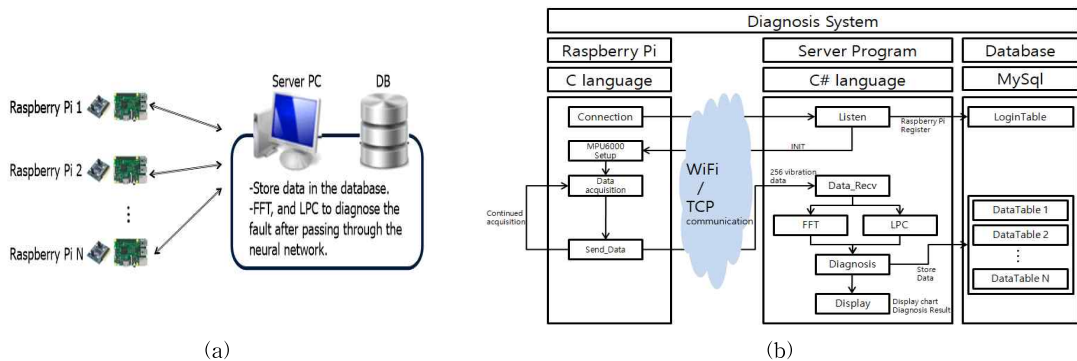 Server PC
DB
Raspberry Pi 1
Raspberry Pi 2
⋮
Raspberry Pi N
-Store data in the database.
-FFT, and LPC to diagnose the
fault after passing through the
neural network.
(a)
Diagnosis System
Raspberry Pi
Server Program
Database
C language
C# language
MySql
Connection
Listen
Raspberry Pi
Register
LoginTable
INIT
MPU6000
Setup
WiFi
/
TCP
communication
256 vibration
data
Data
acquisition
Data_Recv
Continued
acquisition
FFT
LPC
DataTable 1
DataTable 2
⋮
DataTable N
Send_Data
Diagnosis
Store
Data
Display
Display chart
Diagnosis Result
(b)